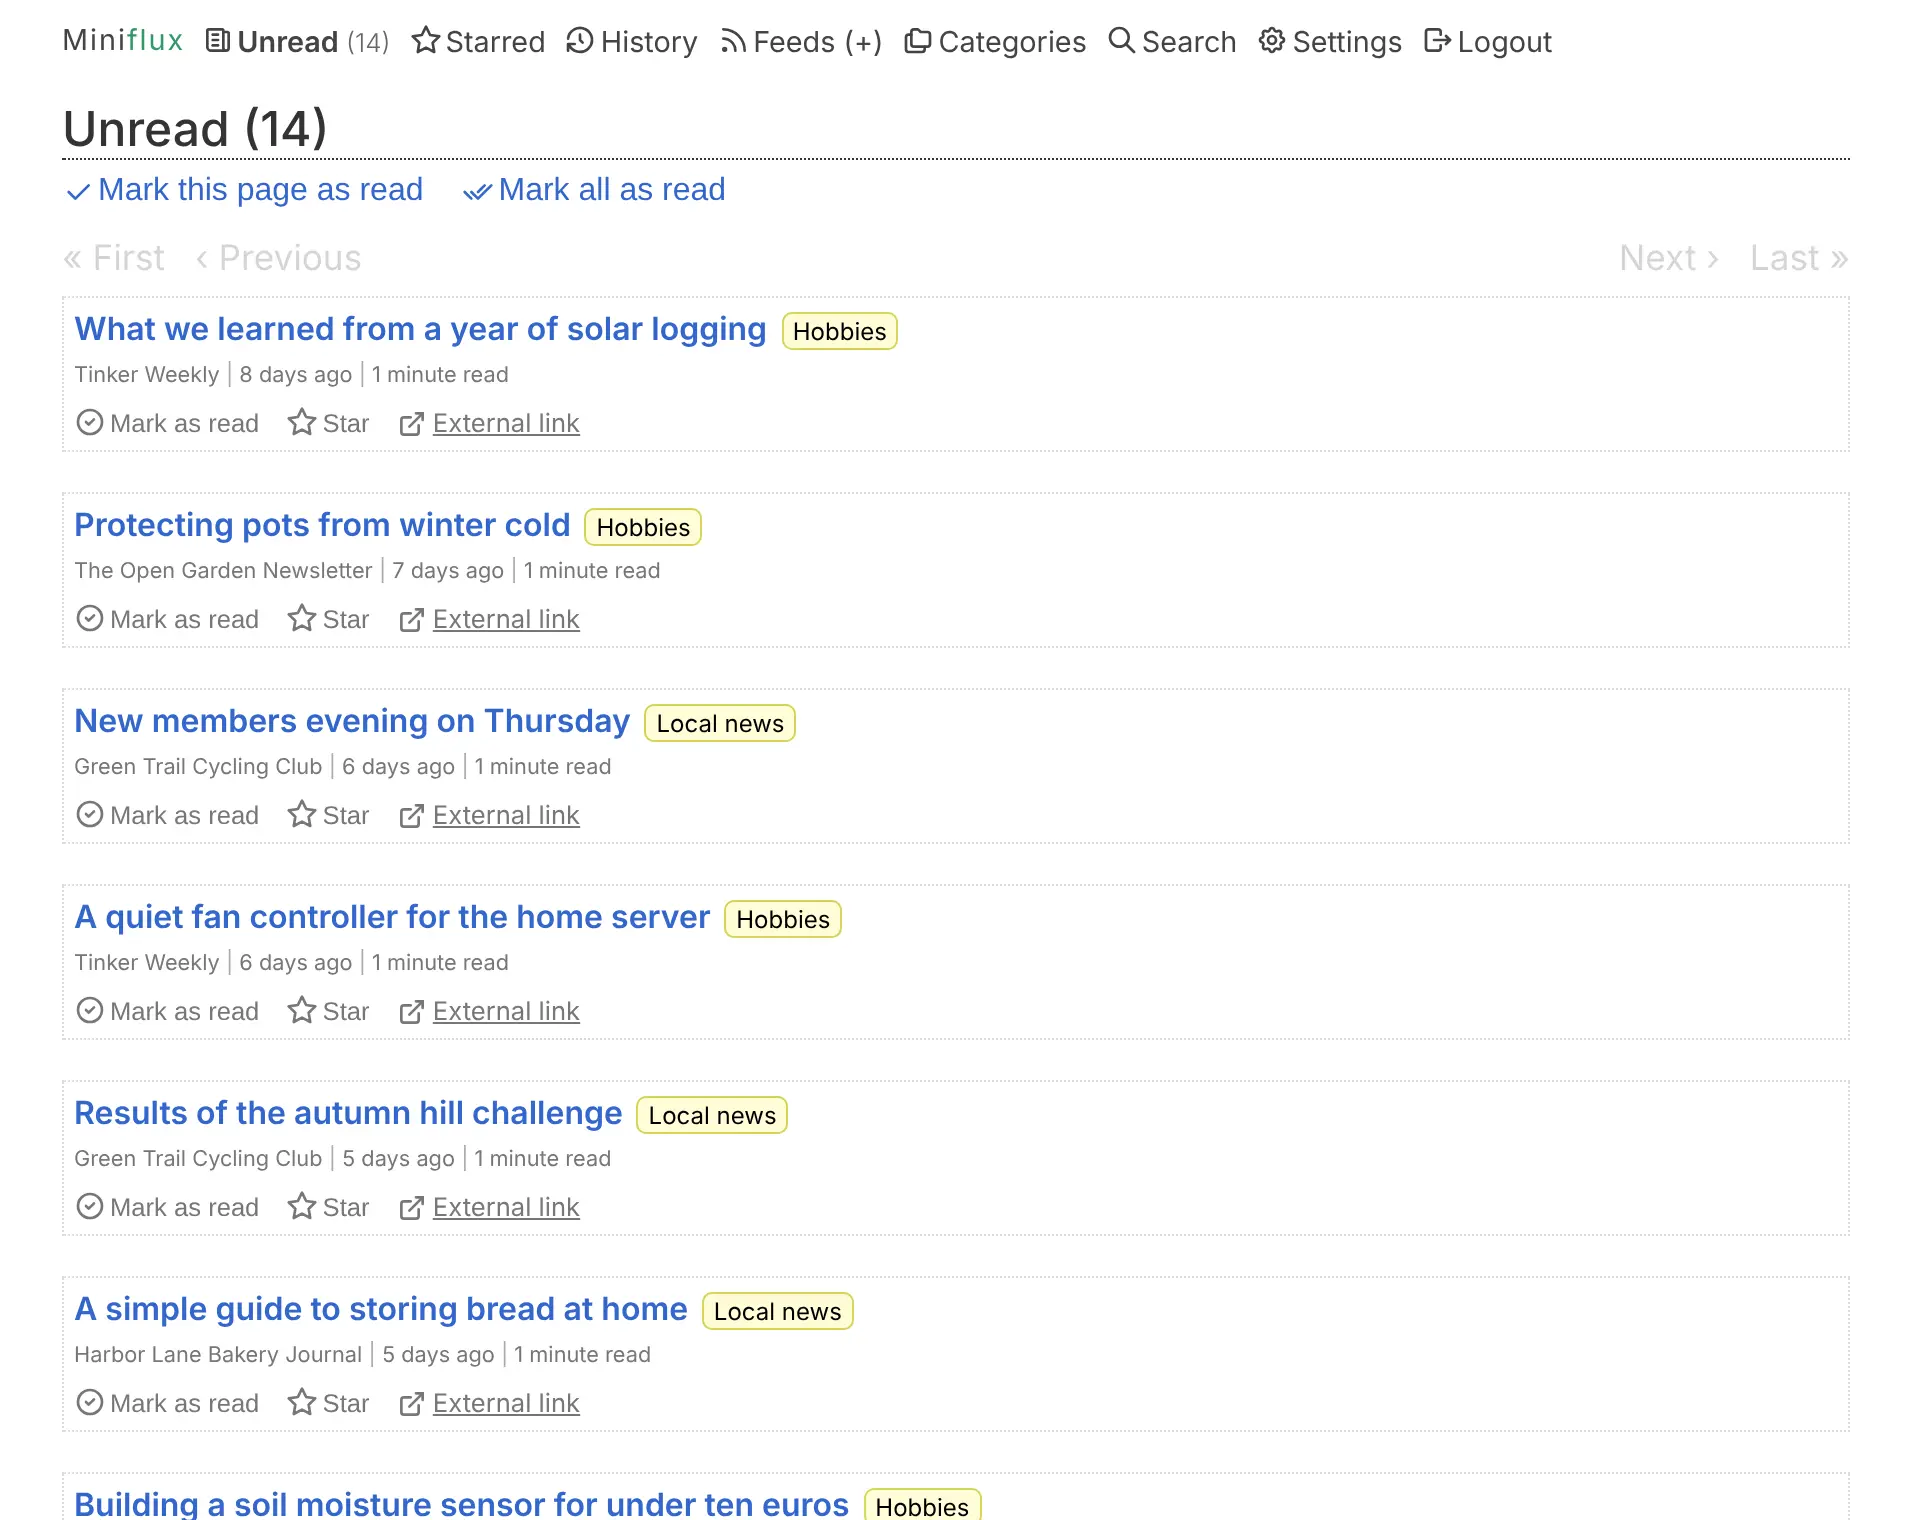 Miniflux Unread (14) Starred History Feeds (+) Categories Search Settings Logout
Unread (14)
Mark this page as read Mark all as read
« First ‹ Previous Next › Last »
What we learned from a year of solar logging Hobbies
Tinker Weekly | 8 days ago | 1 minute read
Mark as read Star External link
Protecting pots from winter cold Hobbies
The Open Garden Newsletter | 7 days ago | 1 minute read
Mark as read Star External link
New members evening on Thursday Local news
Green Trail Cycling Club | 6 days ago | 1 minute read
Mark as read Star External link
A quiet fan controller for the home server Hobbies
Tinker Weekly | 6 days ago | 1 minute read
Mark as read Star External link
Results of the autumn hill challenge Local news
Green Trail Cycling Club | 5 days ago | 1 minute read
Mark as read Star External link
A simple guide to storing bread at home Local news
Harbor Lane Bakery Journal | 5 days ago | 1 minute read
Mark as read Star External link
Building a soil moisture sensor for under ten euros Hobbies